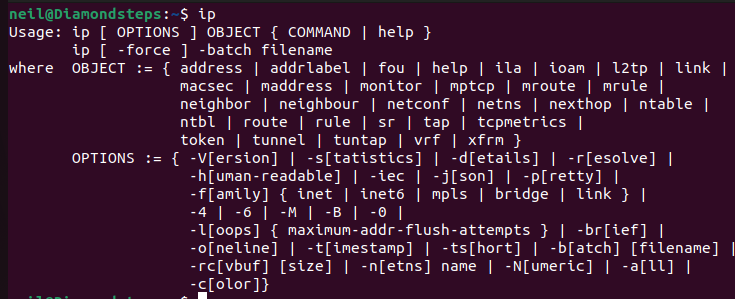 neil@Diamondsteps:~$ ip
Usage: ip [ OPTIONS ] OBJECT { COMMAND | help }
       ip [ -force ] -batch filename
where  OBJECT := { address | addrlabel | fou | help | ila | ioam | l2tp | link |
                   macsec | maddress | monitor | mptcp | mroute | mrule |
                   neighbor | neighbour | netconf | netns | nexthop | ntable |
                   ntbl | route | rule | sr | tap | tcpmetrics |
                   token | tunnel | tuntap | vrf | xfrm }
       OPTIONS := { -V[ersion] | -s[tatistics] | -d[etails] | -r[esolve] |
                    -h[uman-readable] | -iec | -j[son] | -p[retty] |
                    -f[amily] { inet | inet6 | mpls | bridge | link } |
                    -4 | -6 | -M | -B | -0 |
                    -l[oops] { maximum-addr-flush-attempts } | -br[ief] |
                    -o[neline] | -t[imestamp] | -ts[hort] | -b[atch] [filename] |
                    -rc[vbuf] [size] | -n[etns] name | -N[umeric] | -a[ll] |
                    -c[olor]}
neil@Diamondsteps:~$